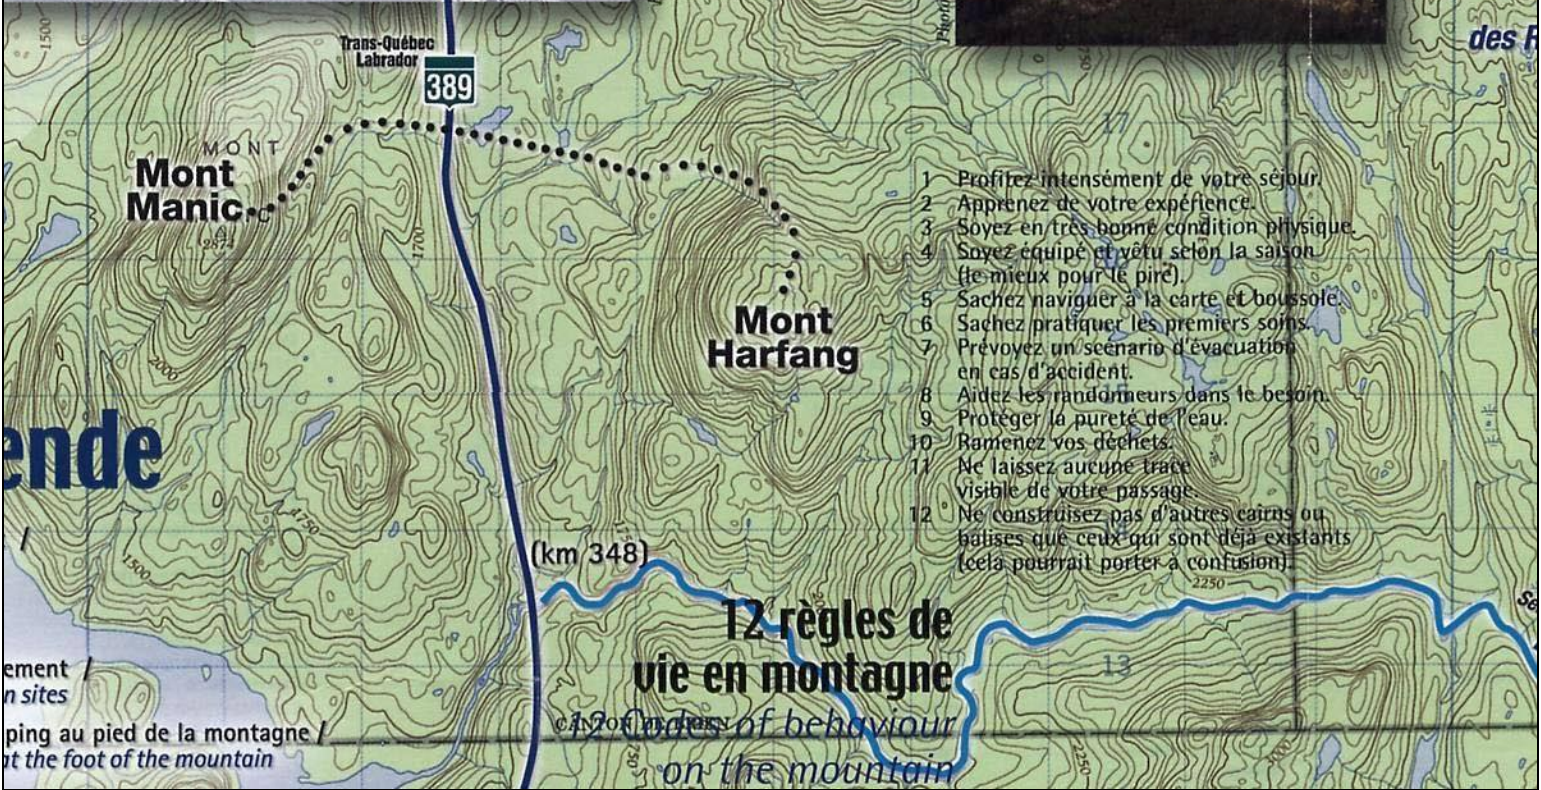 1500
Photo
des R
Trans-Québec
Labrador
389
MONT
Mont
Manic
2874
1700
2000
Mont
Harfang
17
1 Profitez intensément de votre séjour.
2 Apprenez de votre expérience.
3 Soyez en très bonne condition physique.
4 Soyez équipé et vêtu selon la saison
(le mieux pour le pire).
5 Sachez naviguer à la carte et boussole.
6 Sachez pratiquer les premiers soins.
7 Prévoyez un scénario d'évacuation
en cas d'accident.
15
8 Aidez les randonneurs dans le besoin.
9 Protéger la pureté de l'eau.
10 Ramenez vos déchets.
11 Ne laissez aucune trace
visible de votre passage.
12 Ne construisez pas d'autres cairns ou
balises que ceux qui sont déjà existants
(cela pourrait porter à confusion).
ende
/
1750
1500
(km 348)
2250
12 règles de
vie en montagne
13
ement /
n sites
ping au pied de la montagne /
at the foot of the mountain
CANTON DE
12 Codes of behaviour
on the mountain
2250